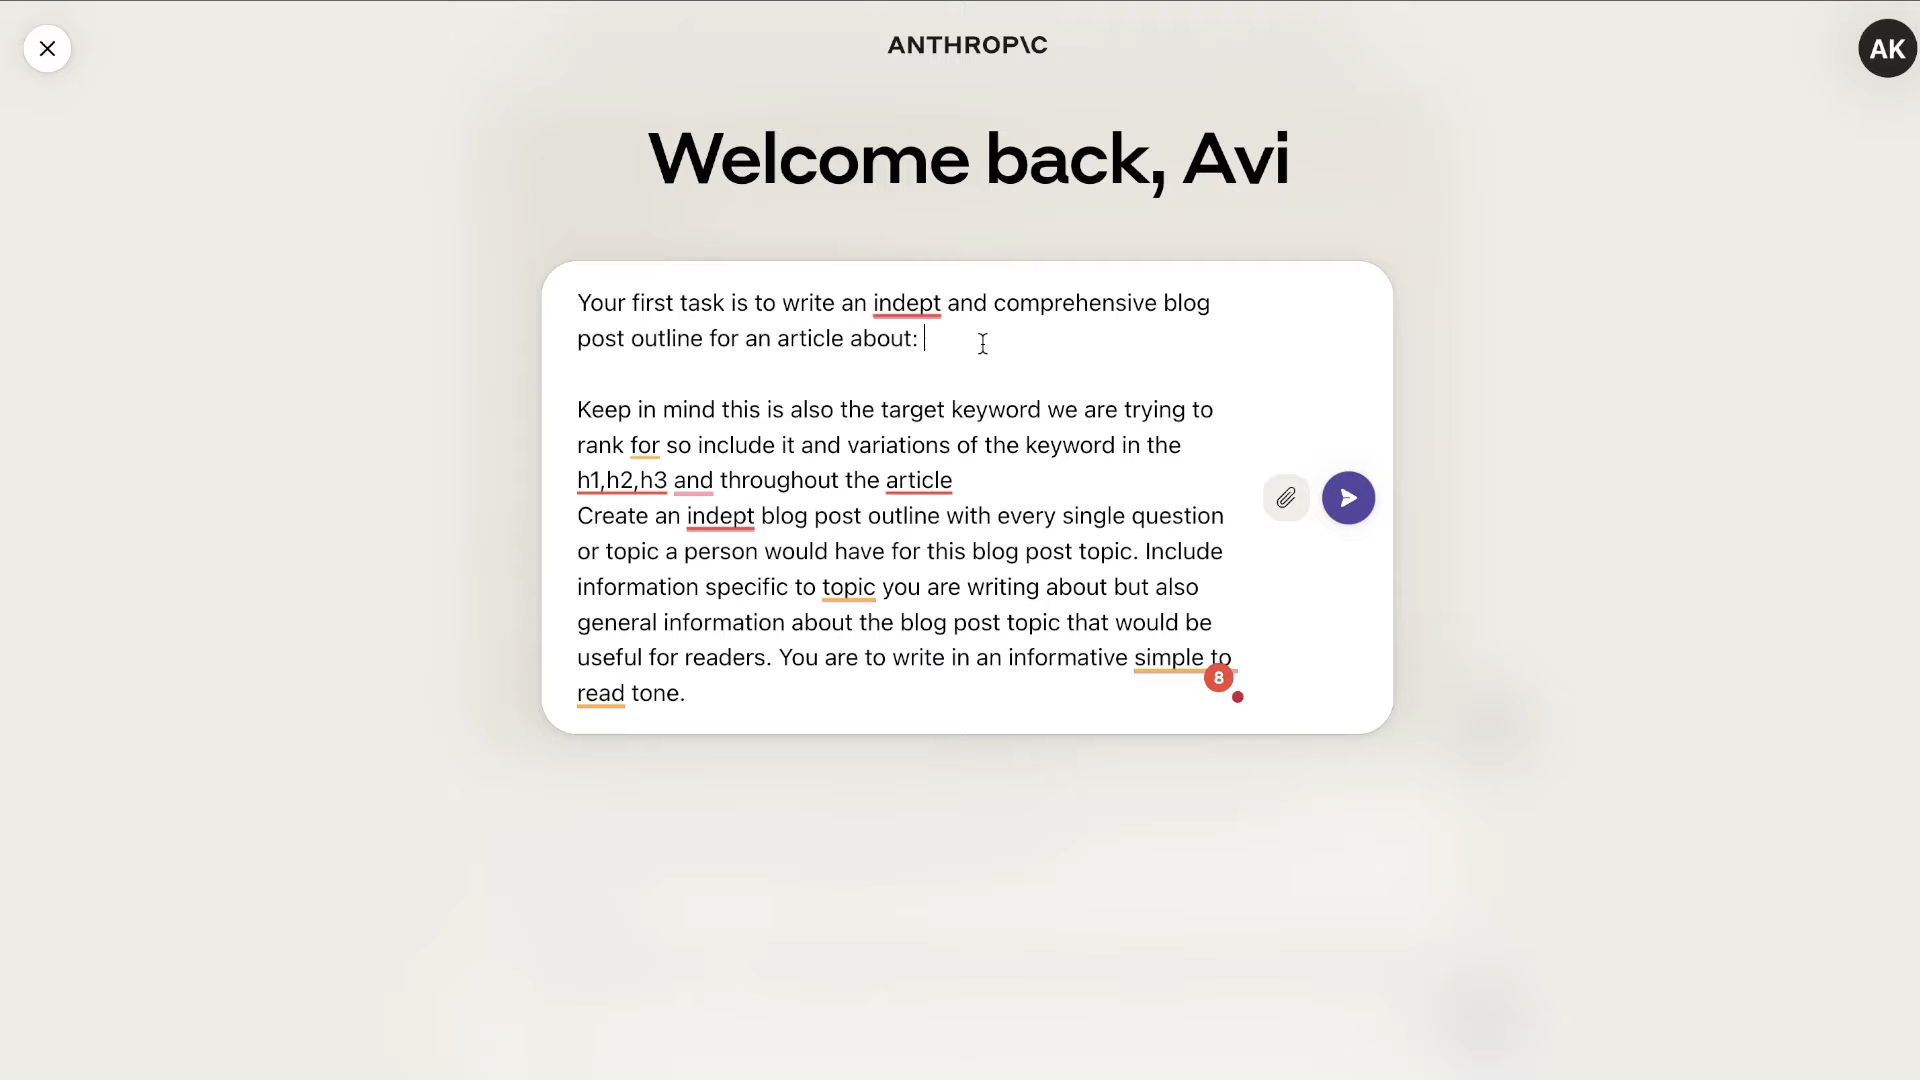 ANTHROP\C
AK
Welcome back, Avi
Your first task is to write an indept and comprehensive blog
post outline for an article about:
Keep in mind this is also the target keyword we are trying to
rank for so include it and variations of the keyword in the
h1,h2,h3 and throughout the article
Create an indept blog post outline with every single question
or topic a person would have for this blog post topic. Include
information specific to topic you are writing about but also
general information about the blog post topic that would be
useful for readers. You are to write in an informative simple to
read tone.
8